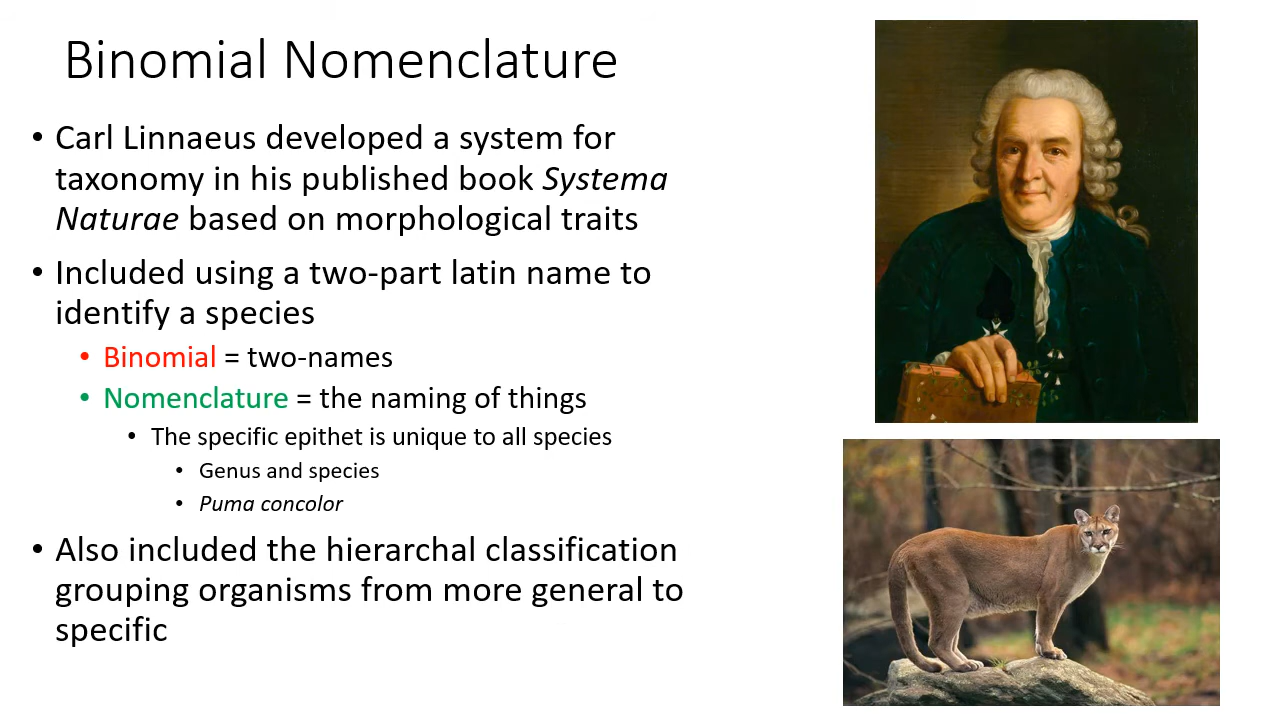 Binomial Nomenclature
• Carl Linnaeus developed a system for
taxonomy in his published book Systema
Naturae based on morphological traits
• Included using a two-part latin name to
identify a species
• Binomial = two-names
• Nomenclature = the naming of things
• The specific epithet is unique to all species
• Genus and species
• Puma concolor
• Also included the hierarchal classification
grouping organisms from more general to
specific